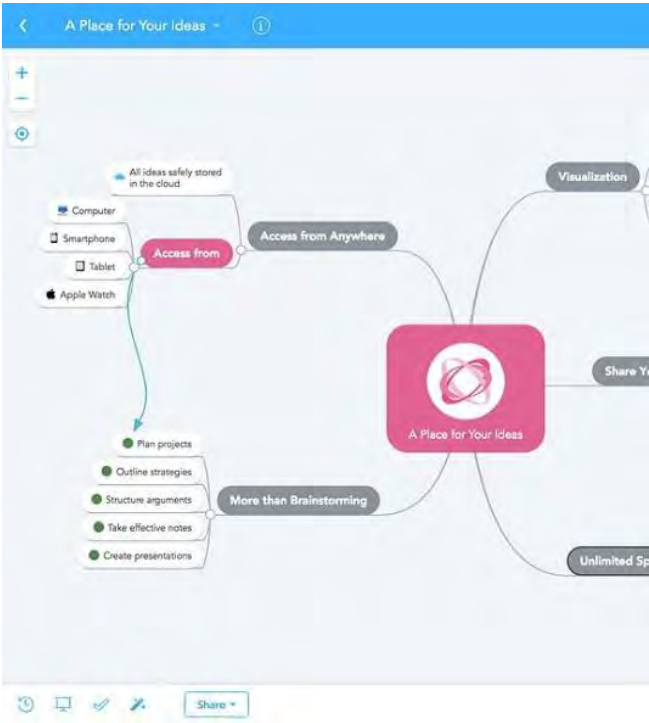 A Place for Your Ideas
All ideas safely stored
in the cloud
Computer
Smartphone
Tablet
Apple Watch
Access from
Access from Anywhere
Visualization
A Place for Your Ideas
Share Yo
Plan projects
Outline strategies
Structure arguments
Take effective notes
Create presentations
More than Brainstorming
Unlimited Sp
Share